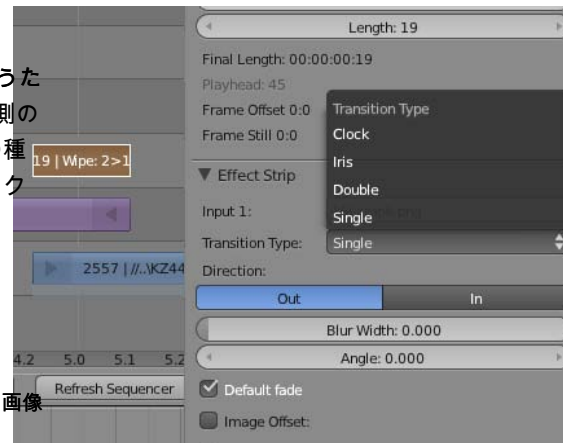 うた
側の
種
ク
画像
19 | Wipe: 2>1
2557 | //..\KZ44
4.2 5.0 5.1 5.2
Refresh Sequencer
Length: 19
Final Length: 00:00:00:19
Playhead: 45
Frame Offset 0:0
Frame Still 0:0
Transition Type
Clock
Iris
Double
Single
Effect Strip
Input 1:
Transition Type: Single
Direction:
Out In
Blur Width: 0.000
Angle: 0.000
Default fade
Image Offset: